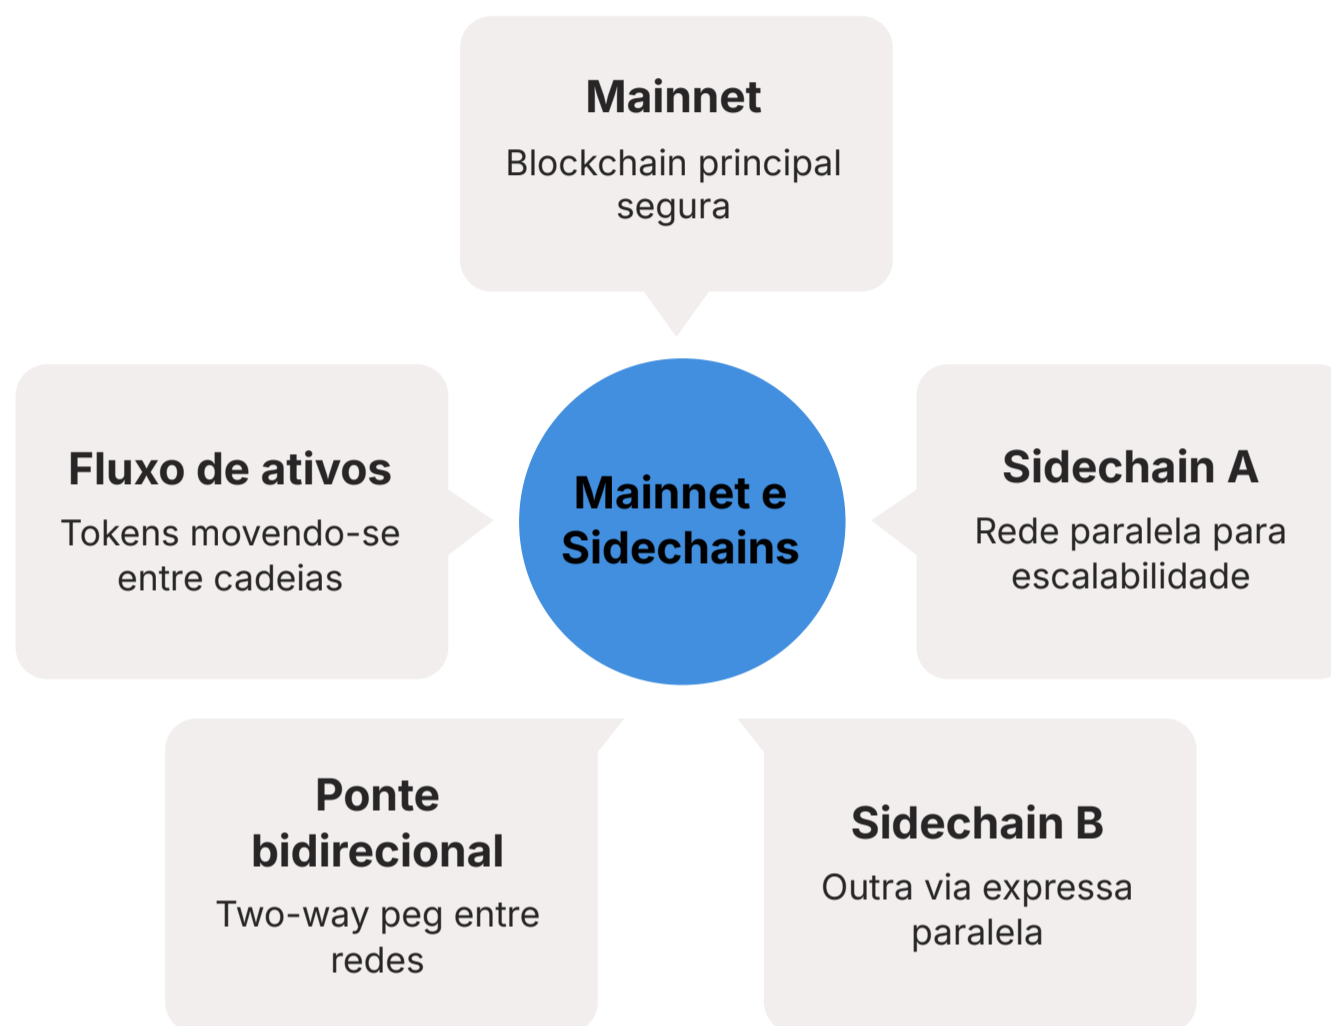 Mainnet
Blockchain principal
segura
Fluxo de ativos
Tokens movendo-se
entre cadeias
Mainnet e
Sidechains
Sidechain A
Rede paralela para
escalabilidade
Ponte
bidirecional
Two-way peg entre
redes
Sidechain B
Outra via expressa
paralela